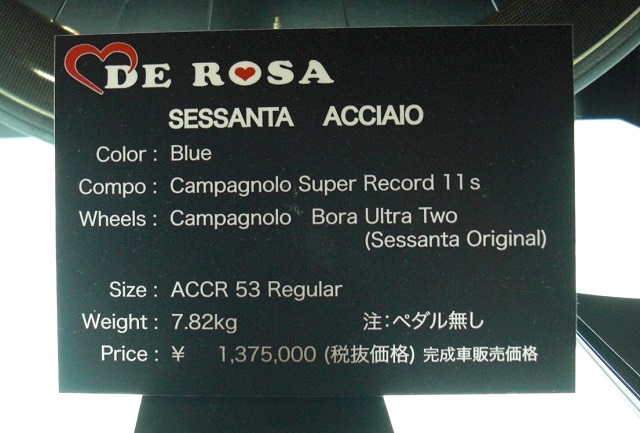 DE ROSA
SESSANTA ACCIAIO
Color : Blue
Compo : Campagnolo Super Record 11s
Wheels : Campagnolo Bora Ultra Two
(Sessanta Original)
Size : ACCR 53 Regular
Weight : 7.82kg 注:ペダル無し
Price : ¥ 1,375,000 (税抜価格) 完成車販売価格